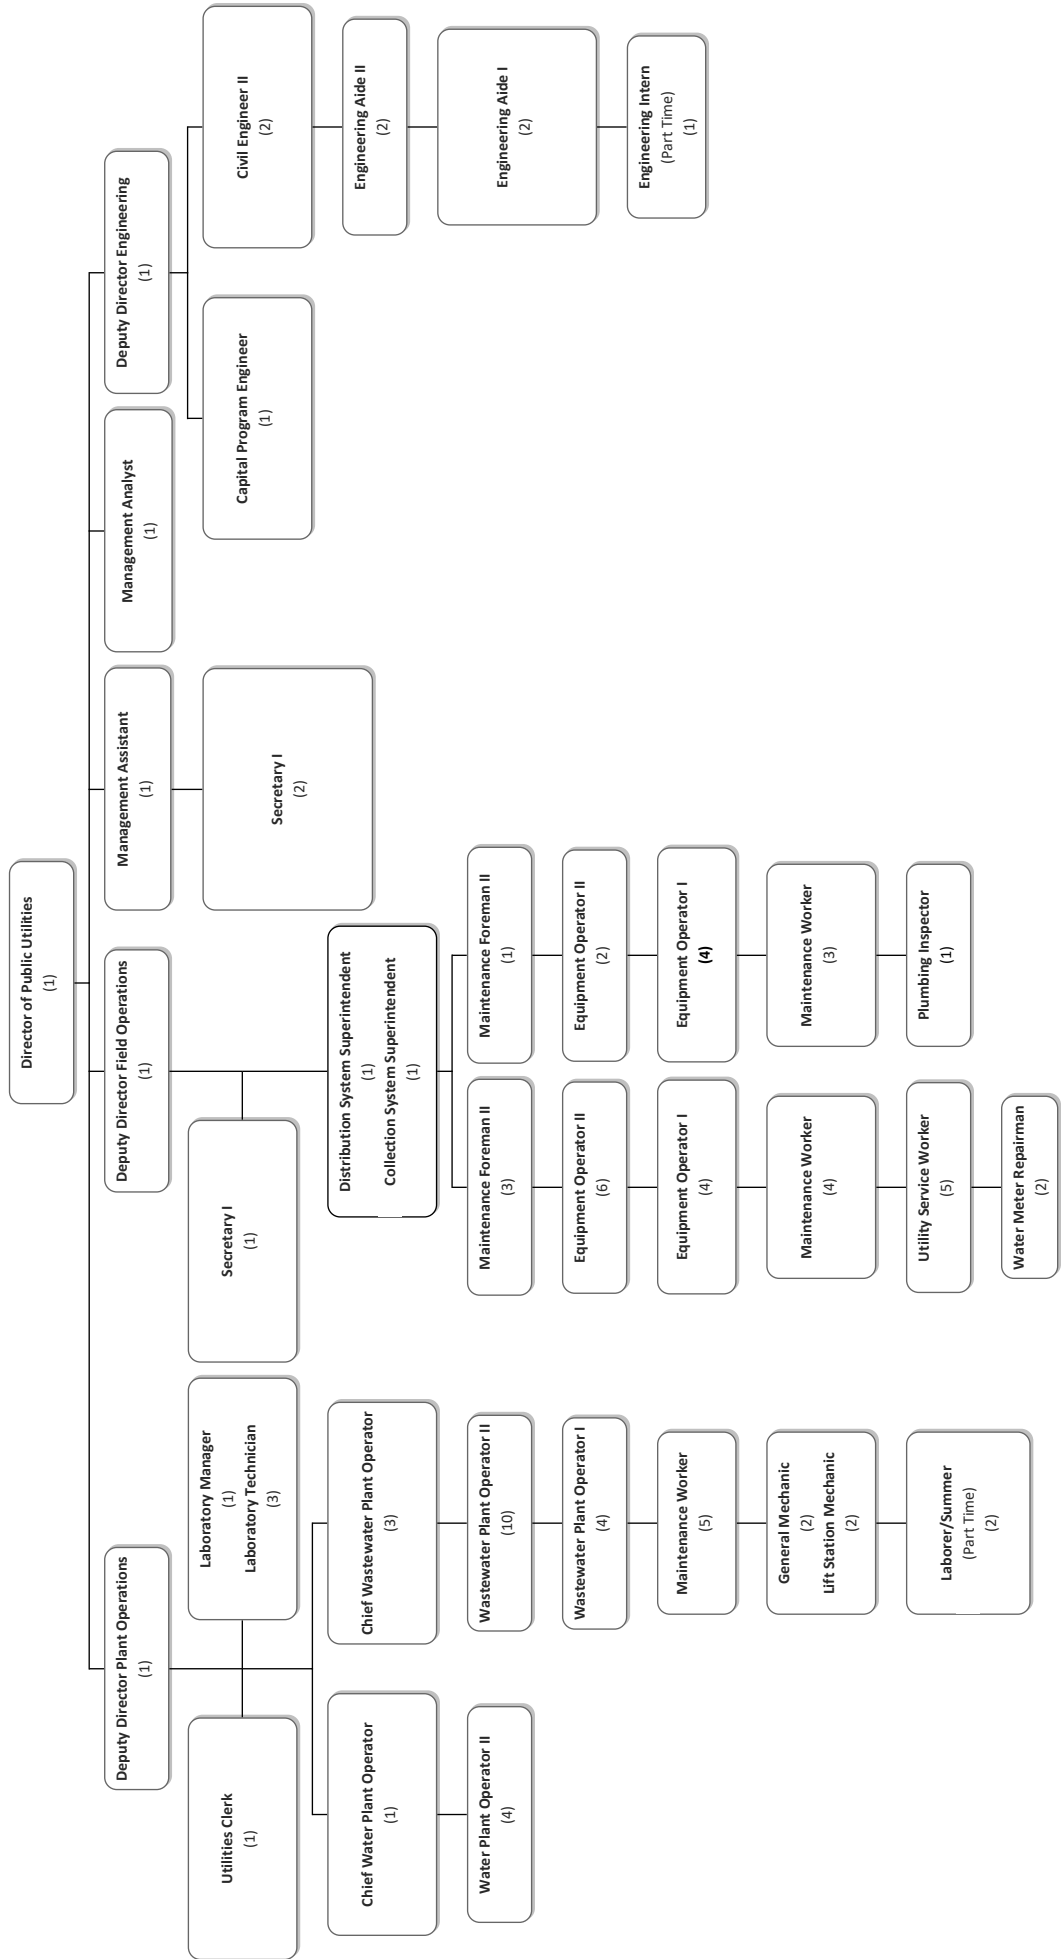 Director of Public Utilities
(1)
Deputy Director Plant Operations
(1)
Deputy Director Field Operations
(1)
Management Assistant
(1)
Management Analyst
(1)
Deputy Director Engineering
(1)
Utilities Clerk
(1)
Laboratory Manager
(1)
Laboratory Technician
(3)
Secretary I
(1)
Secretary I
(2)
Capital Program Engineer
(1)
Civil Engineer II
(2)
Chief Water Plant Operator
(1)
Chief Wastewater Plant Operator
(3)
Distribution System Superintendent
(1)
Collection System Superintendent
(1)
Engineering Aide II
(2)
Water Plant Operator II
(4)
Wastewater Plant Operator II
(10)
Maintenance Foreman II
(3)
Maintenance Foreman II
(1)
Engineering Aide I
(2)
Wastewater Plant Operator I
(4)
Equipment Operator II
(6)
Equipment Operator II
(2)
Engineering Intern
(Part Time)
(1)
Maintenance Worker
(5)
Equipment Operator I
(4)
Equipment Operator I
(4)
General Mechanic
(2)
Lift Station Mechanic
(2)
Maintenance Worker
(4)
Maintenance Worker
(3)
Laborer/Summer
(Part Time)
(2)
Utility Service Worker
(5)
Plumbing Inspector
(1)
Water Meter Repairman
(2)